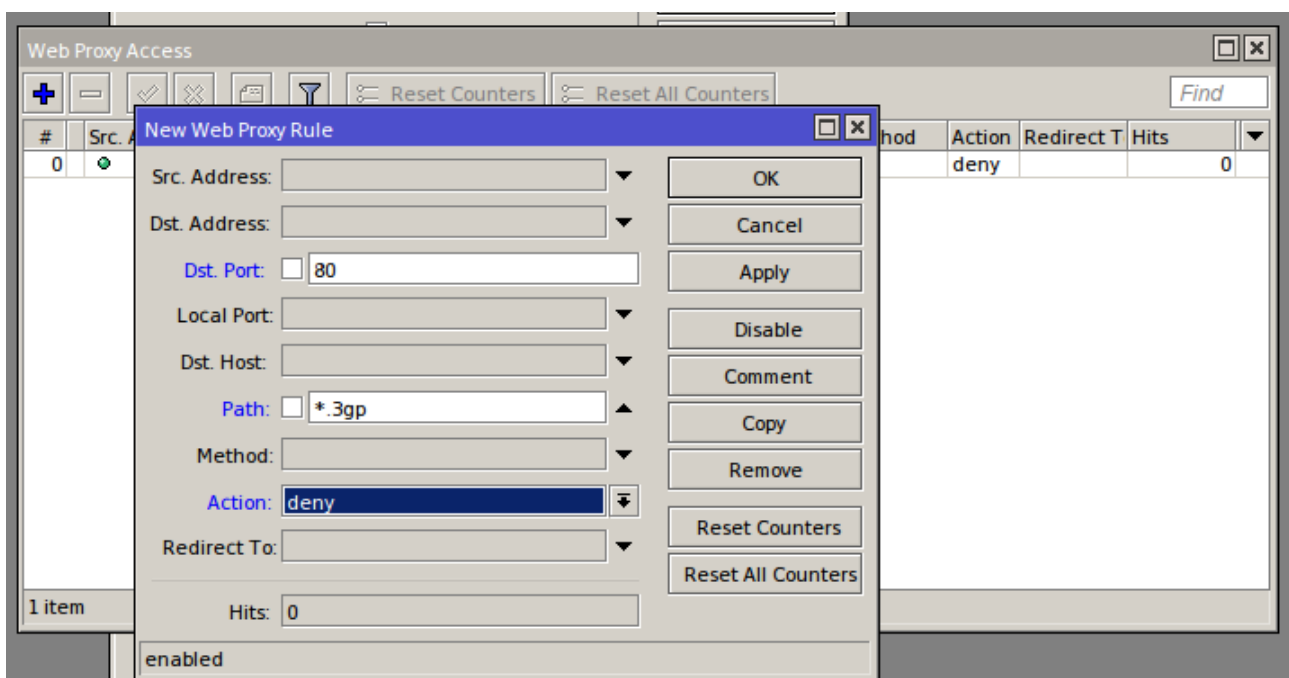 Web Proxy Access
Reset Counters Reset All Counters Find
# Src. A hod Action Redirect T Hits
0 deny 0
New Web Proxy Rule
Src. Address:
Dst. Address:
Dst. Port: 80
Local Port:
Dst. Host:
Path: *.3gp
Method:
Action: deny
Redirect To:
Hits: 0
enabled
OK
Cancel
Apply
Disable
Comment
Copy
Remove
Reset Counters
Reset All Counters
1 item